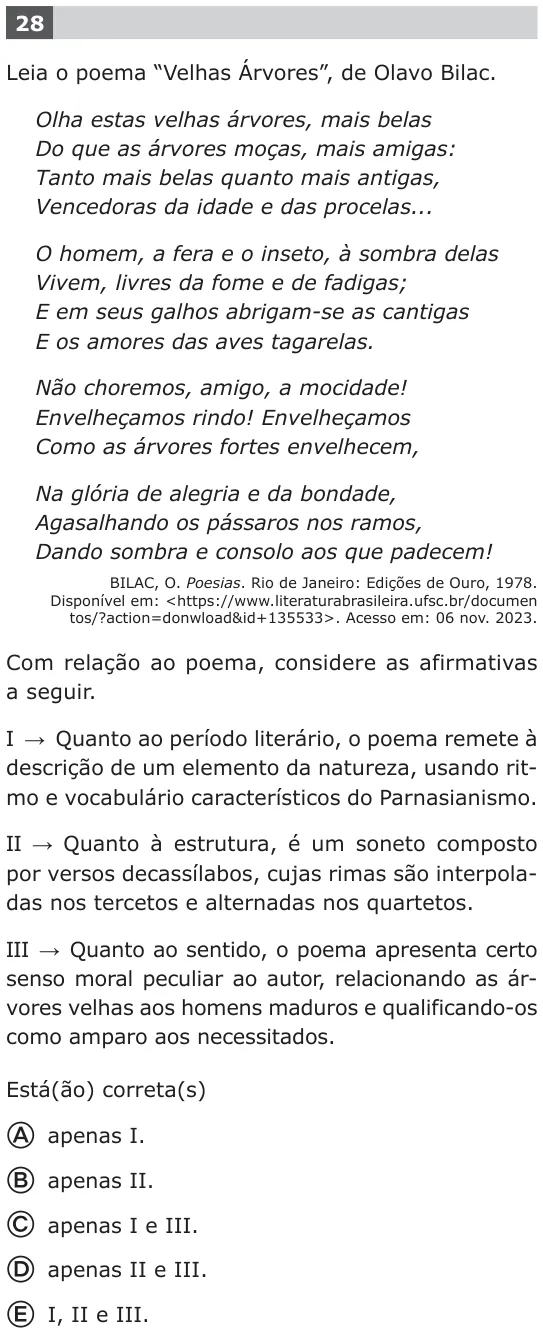 28
Leia o poema “Velhas Árvores”, de Olavo Bilac.
Olha estas velhas árvores, mais belas
Do que as árvores moças, mais amigas:
Tanto mais belas quanto mais antigas,
Vencedoras da idade e das procelas...
O homem, a fera e o inseto, à sombra delas
Vivem, livres da fome e de fadigas;
E em seus galhos abrigam-se as cantigas
E os amores das aves tagarelas.
Não choremos, amigo, a mocidade!
Envelheçamos rindo! Envelheçamos
Como as árvores fortes envelhecem,
Na glória de alegria e da bondade,
Agasalhando os pássaros nos ramos,
Dando sombra e consolo aos que padecem!
BILAC, O. Poesias. Rio de Janeiro: Edições de Ouro, 1978.
Disponível em: <https://www.literaturabrasileira.ufsc.br/documen
tos/?action=donwload&id+135533>. Acesso em: 06 nov. 2023.
Com relação ao poema, considere as afirmativas
a seguir.
I → Quanto ao período literário, o poema remete à
descrição de um elemento da natureza, usando rit-
mo e vocabulário característicos do Parnasianismo.
II → Quanto à estrutura, é um soneto composto
por versos decassílabos, cujas rimas são interpola-
das nos tercetos e alternadas nos quartetos.
III → Quanto ao sentido, o poema apresenta certo
senso moral peculiar ao autor, relacionando as ár-
vores velhas aos homens maduros e qualificando-os
como amparo aos necessitados.
Está(ão) correta(s)
A apenas I.
B apenas II.
C apenas I e III.
D apenas II e III.
E I, II e III.